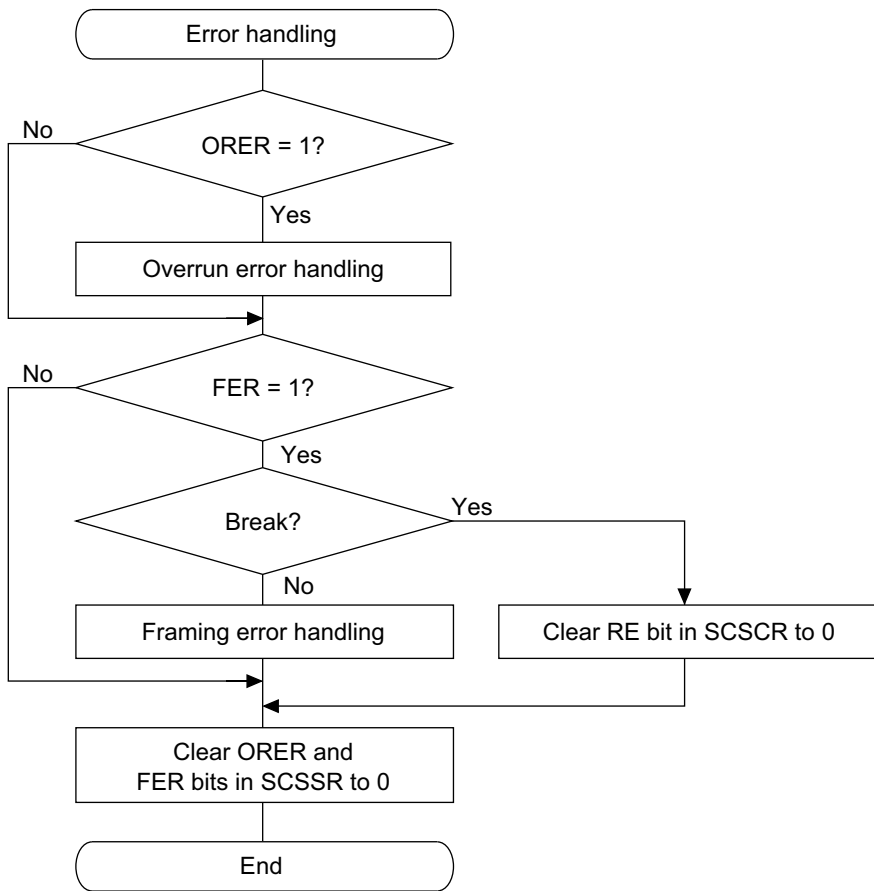 Error handling
No
ORER = 1?
Yes
Overrun error handling
No
FER = 1?
Yes
Break?
Yes
No
Framing error handling
Clear RE bit in SCSCR to 0
Clear ORER and
FER bits in SCSSR to 0
End